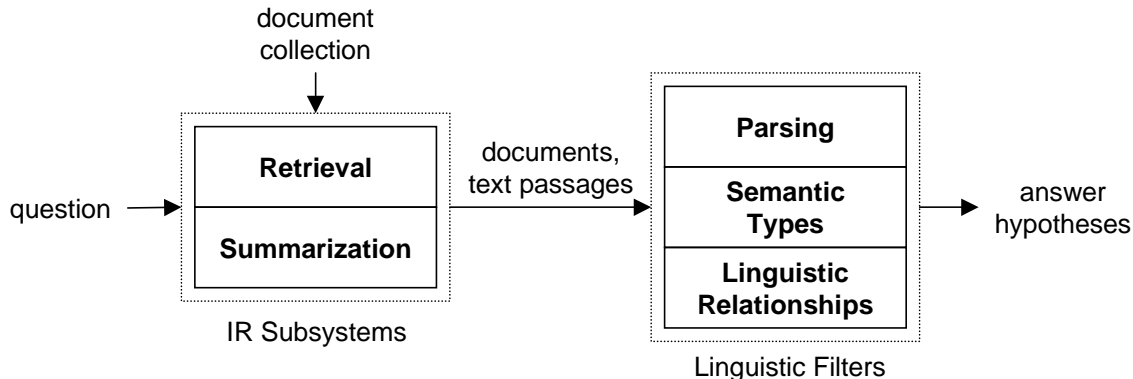 document
collection
question
Retrieval
Summarization
IR Subsystems
documents,
text passages
Parsing
Semantic
Types
Linguistic
Relationships
Linguistic Filters
answer
hypotheses